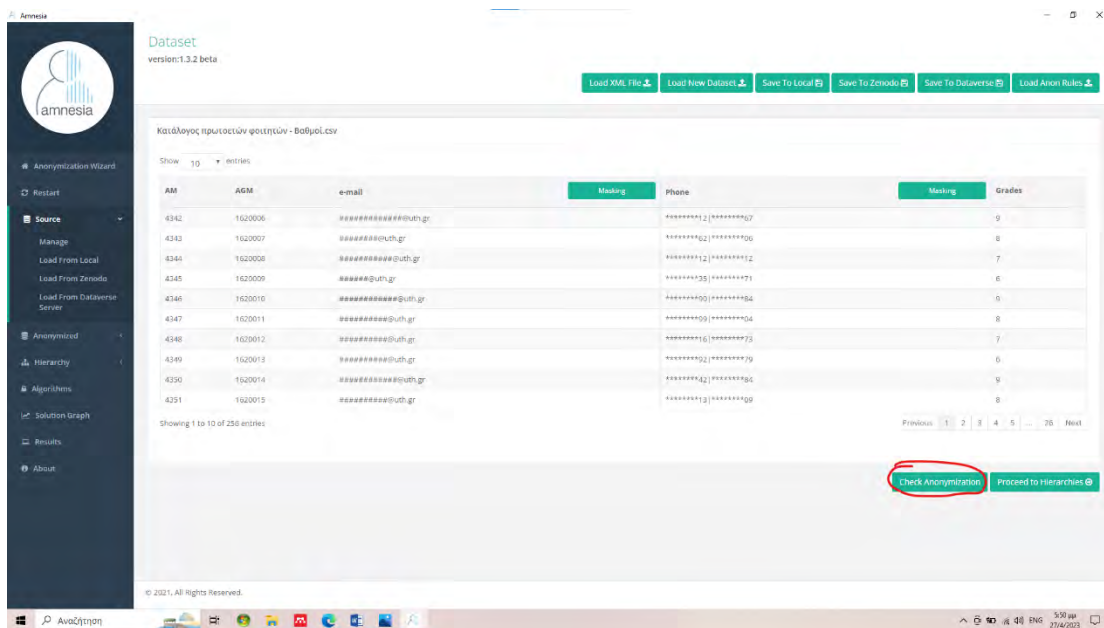 Amnesia
amnesia
Dataset
version:1.3.2 beta
Load XML File
Load New Dataset
Save To Local
Save To Zenodo
Save To Dataverse
Load Anon Rules
Κατάλογος πρωτοετών φοιτητών - Βαθμοί.csv
Show 10 entries
AM AGM e-mail Masking Phone Masking Grades
4342 1620006 #############@uth.gr ********12|********67 9
4343 1620007 ########@uth.gr ********62|********06 8
4344 1620008 ###########@uth.gr ********12|********12 7
4345 1620009 ######@uth.gr ********35|********71 6
4346 1620010 ############@uth.gr ********99|********84 9
4347 1620011 ##########@uth.gr ********99|********04 8
4348 1620012 ##########@uth.gr ********16|********73 7
4349 1620013 ##########@uth.gr ********92|********79 6
4350 1620014 ############@uth.gr ********42|********84 9
4351 1620015 ##########@uth.gr ********13|********09 8
Showing 1 to 10 of 256 entries
Previous 1 2 3 4 5 ... 26 Next
Check Anonymization
Proceed to Hierarchies
Anonymization Wizard
Restart
Source
Manage
Load From Local
Load From Zenodo
Load From Dataverse
Server
Anonymized
Hierarchy
Algorithms
Solution Graph
Results
About
© 2021, All Rights Reserved.
Αναζήτηση
ENG
5:50 μμ
27/4/2023